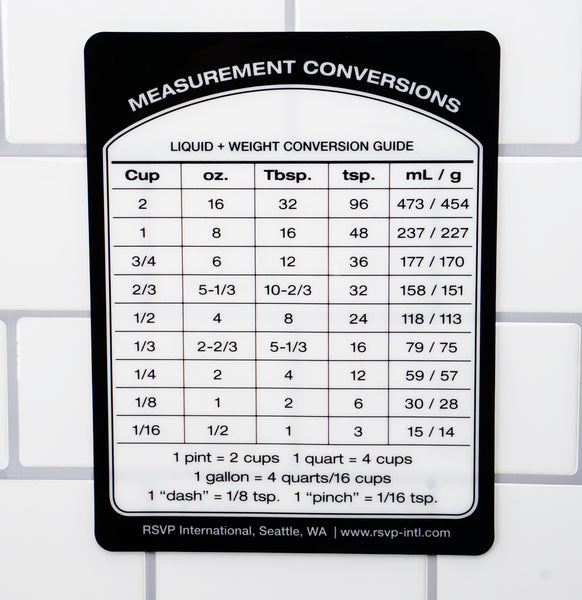 MEASUREMENT CONVERSIONS
LIQUID + WEIGHT CONVERSION GUIDE
Cup oz. Tbsp. tsp. mL / g
2 16 32 96 473 / 454
1 8 16 48 237 / 227
3/4 6 12 36 177 / 170
2/3 5-1/3 10-2/3 32 158 / 151
1/2 4 8 24 118 / 113
1/3 2-2/3 5-1/3 16 79 / 75
1/4 2 4 12 59 / 57
1/8 1 2 6 30 / 28
1/16 1/2 1 3 15 / 14
1 pint = 2 cups 1 quart = 4 cups
1 gallon = 4 quarts/16 cups
1 “dash” = 1/8 tsp. 1 “pinch” = 1/16 tsp.
RSVP International, Seattle, WA | www.rsvp-intl.com